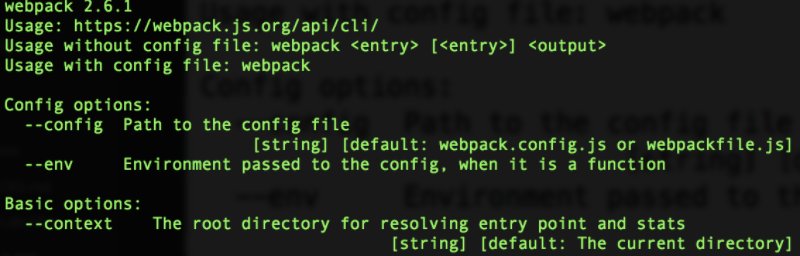 webpack 2.6.1
Usage: https://webpack.js.org/api/cli/
Usage without config file: webpack <entry> [<entry>] <output>
Usage with config file: webpack
Config options:
--config Path to the config file
[string] [default: webpack.config.js or webpackfile.js]
--env Environment passed to the config, when it is a function
Basic options:
--context The root directory for resolving entry point and stats
[string] [default: The current directory]